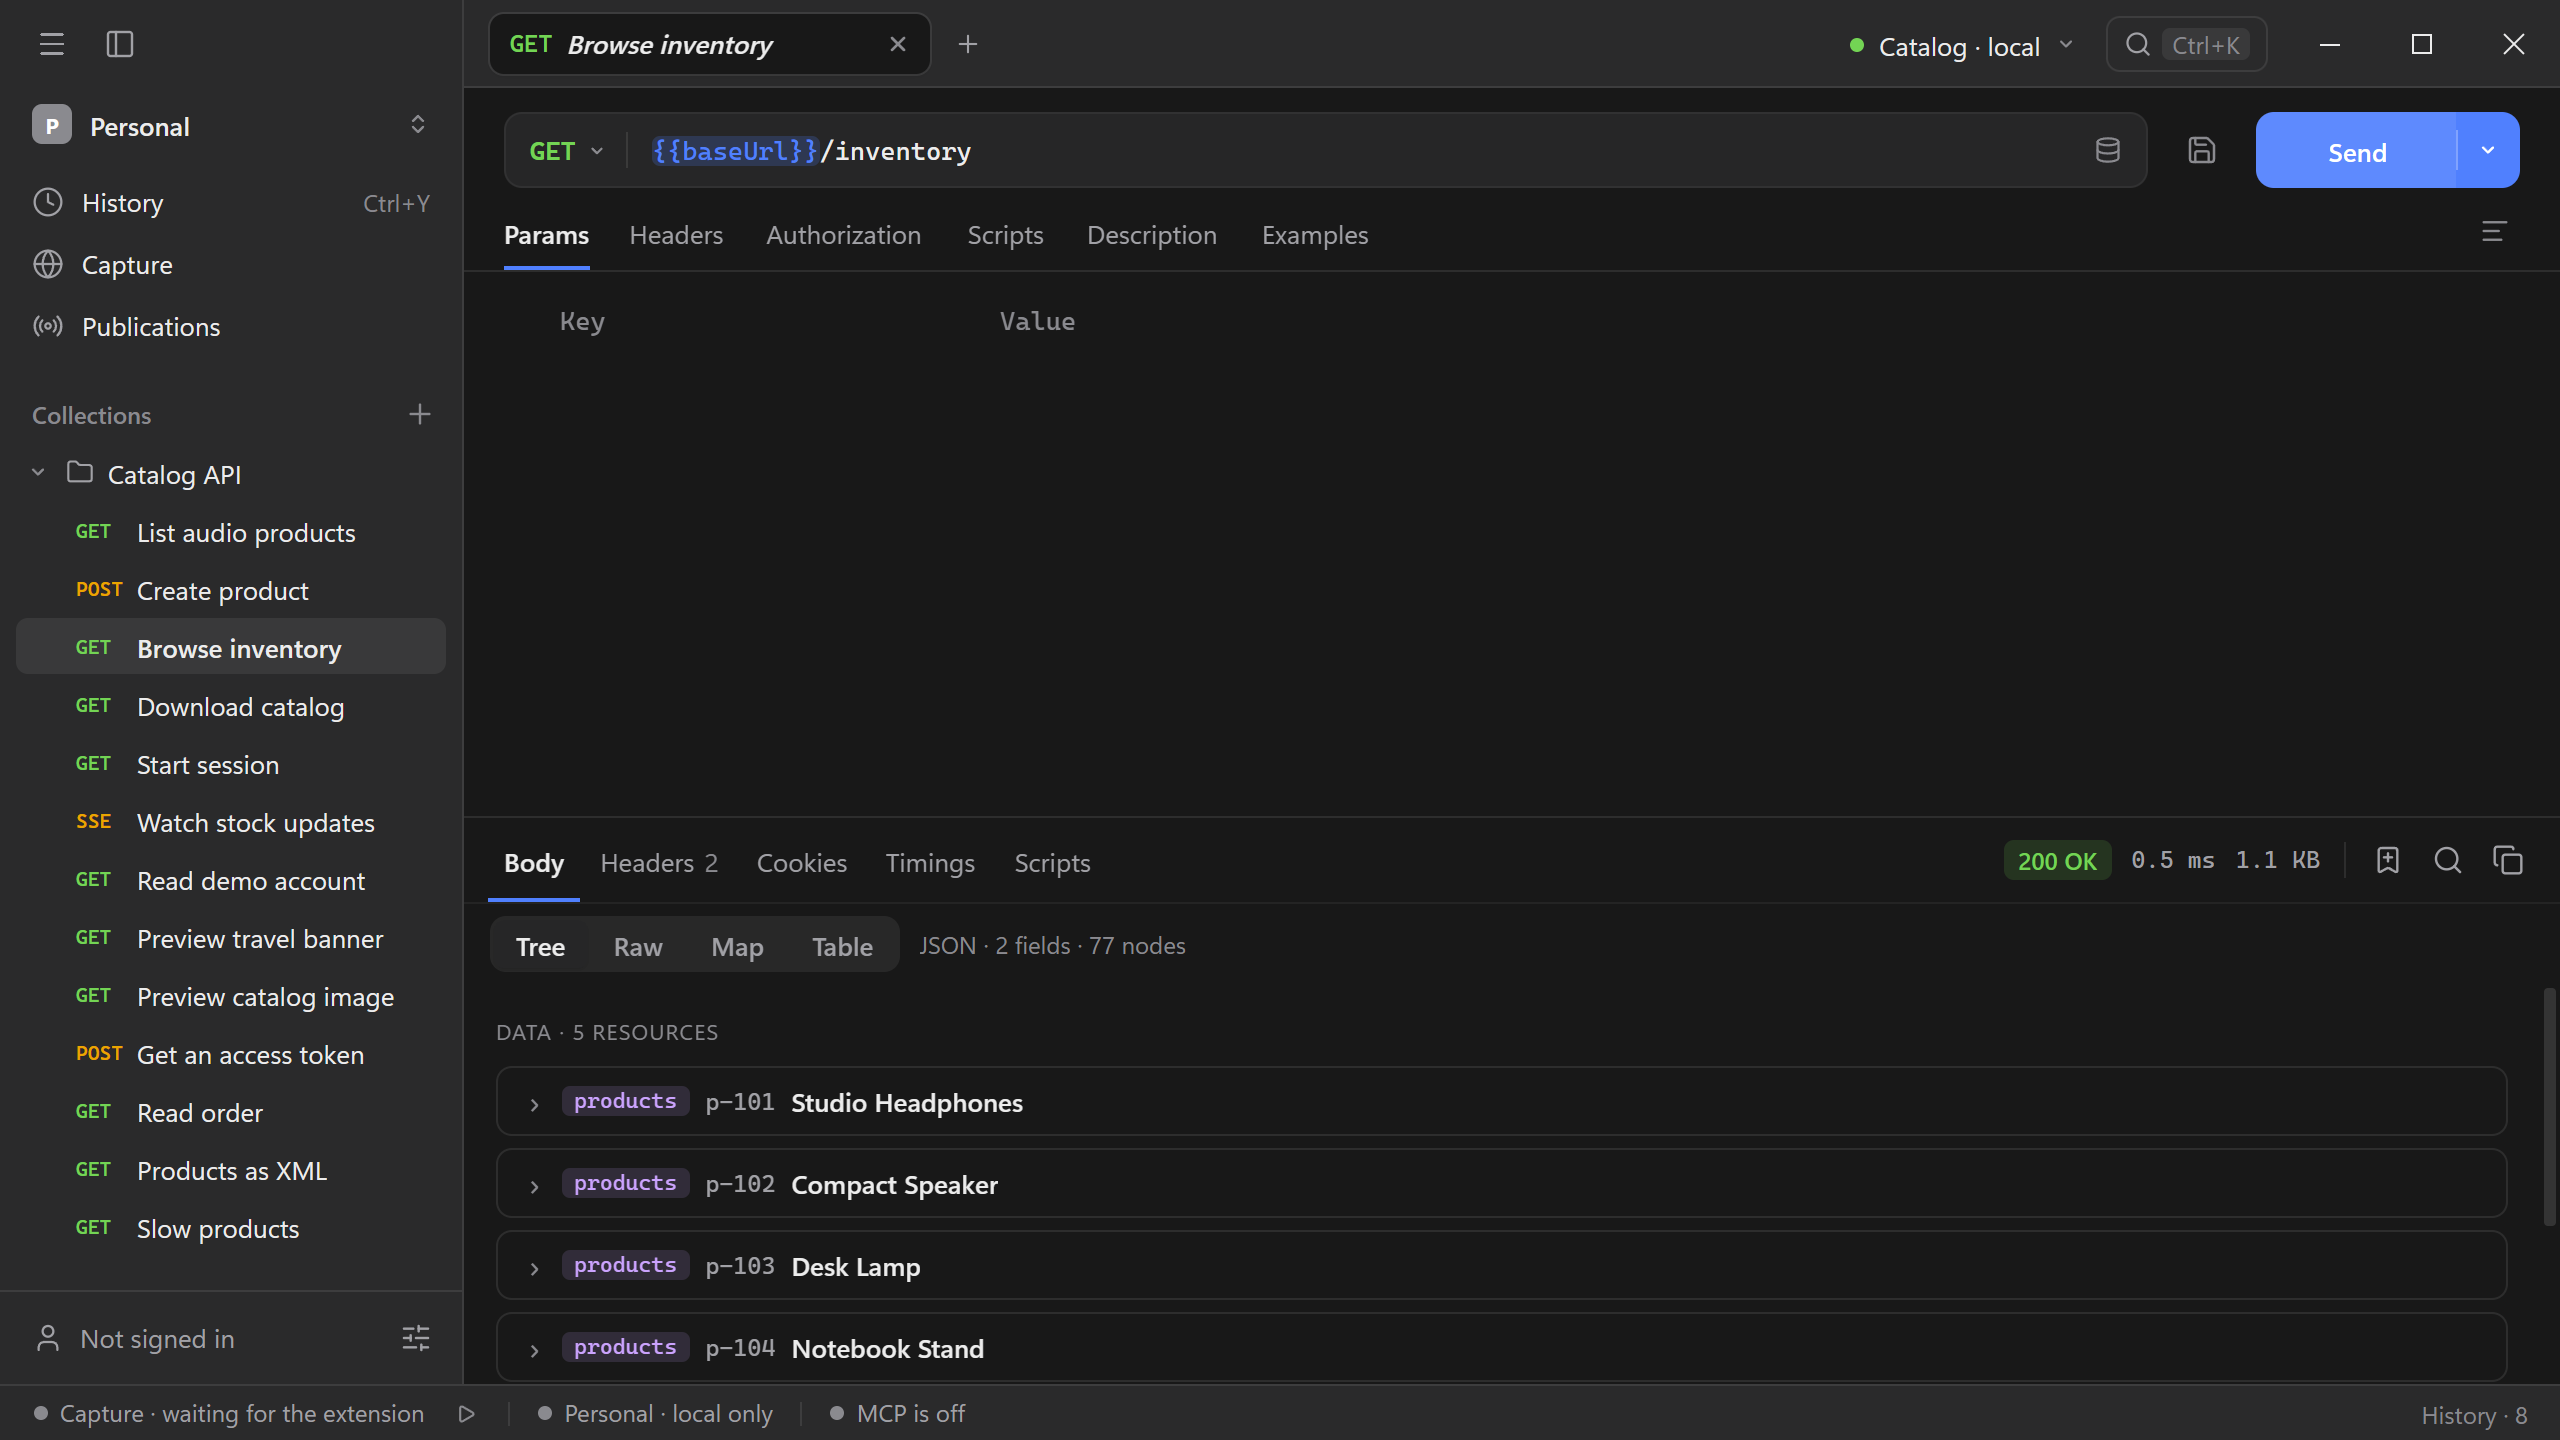 GET Browse inventory
Catalog · local
Ctrl+K
P Personal
History Ctrl+Y
Capture
Publications
Collections
Catalog API
GET List audio products
POST Create product
GET Browse inventory
GET Download catalog
GET Start session
SSE Watch stock updates
GET Read demo account
GET Preview travel banner
GET Preview catalog image
POST Get an access token
GET Read order
GET Products as XML
GET Slow products
Not signed in
GET {{baseUrl}}/inventory
Send
Params Headers Authorization Scripts Description Examples
Key Value
Body Headers 2 Cookies Timings Scripts
200 OK 0.5 ms 1.1 KB
Tree Raw Map Table JSON · 2 fields · 77 nodes
DATA · 5 RESOURCES
products p-101 Studio Headphones
products p-102 Compact Speaker
products p-103 Desk Lamp
products p-104 Notebook Stand
Capture · waiting for the extension
Personal · local only
MCP is off
History · 8